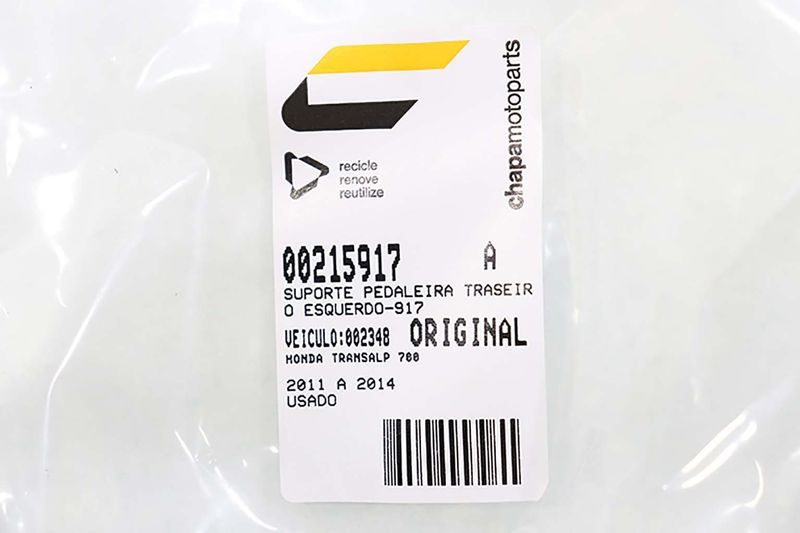 chapamotoparts
recicle
renove
reutilize
00215917 A
SUPORTE PEDALEIRA TRASEIR
O ESQUERDO-917
VEICULO:002348 ORIGINAL
HONDA TRANSALP 700
2011 A 2014
USADO